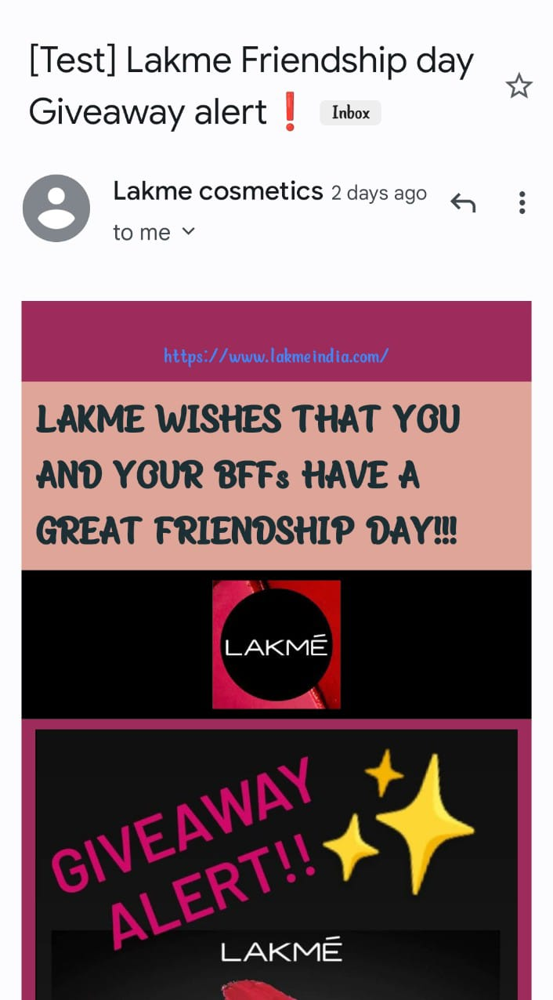 [Test] Lakme Friendship day
Giveaway alert❗ Inbox
Lakme cosmetics 2 days ago
to me
https://www.lakmeindia.com/
LAKME WISHES THAT YOU
AND YOUR BFFs HAVE A
GREAT FRIENDSHIP DAY!!!
LAKMÉ
GIVEAWAY
ALERT!!
LAKMÉ